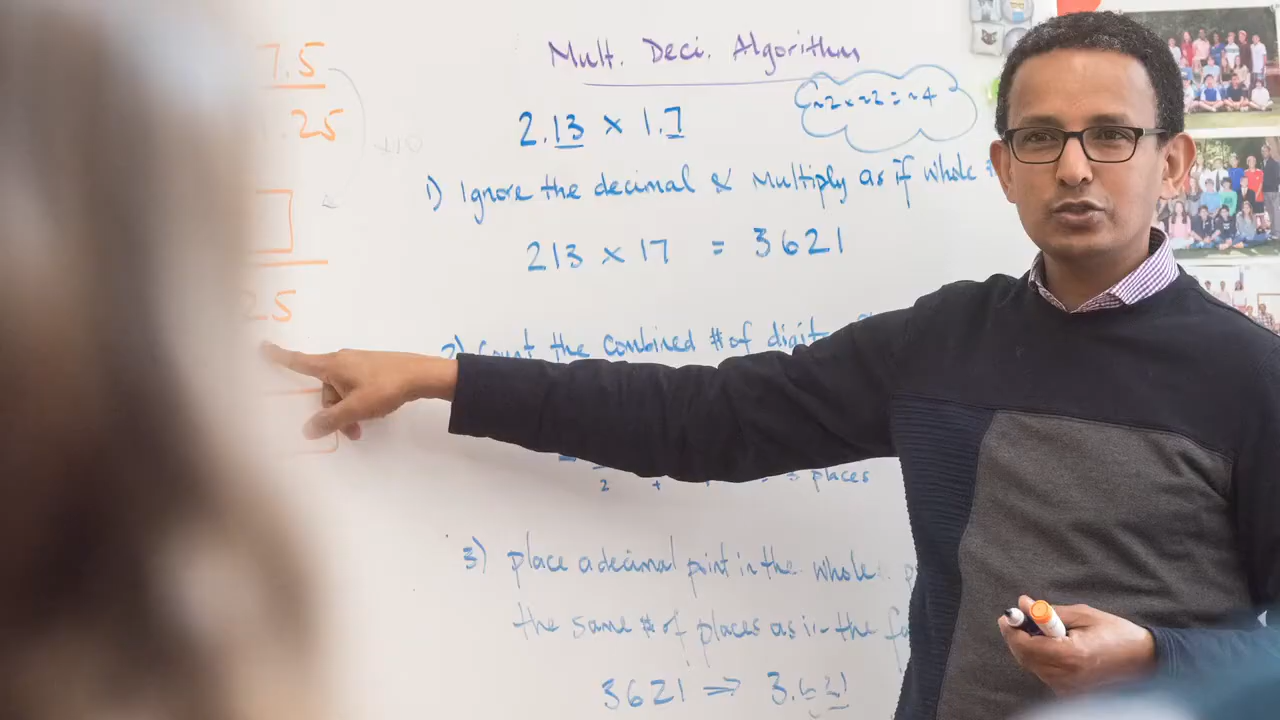 7.5
.25
25
Mult. Deci. Algorithm
2.13 x 1.7
~2 x ~2 = ~4
1) Ignore the decimal & Multiply as if whole
213 x 17 = 3621
2) Count the combined # of digits
2 + = 3 places
3) place a decimal point in the whole
the same # of places as in the
3621 ⇒ 3.621